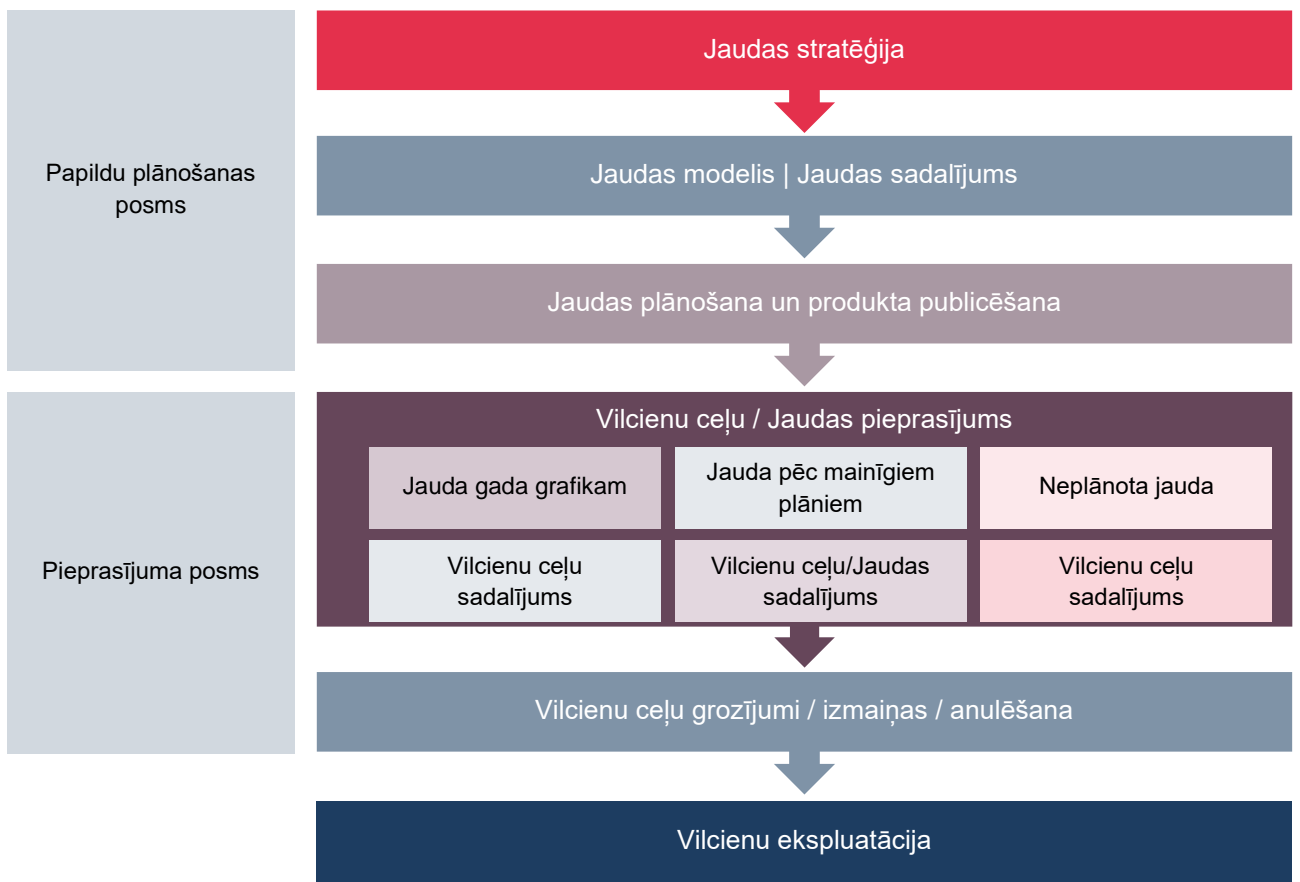 Papildu plānošanas
posms
Jaudas stratēģija
Jaudas modelis | Jaudas sadalījums
Jaudas plānošana un produkta publicēšana
Pieprasījuma posms
Vilcienu ceļu / Jaudas pieprasījums
Jauda gada grafikam
Jauda pēc mainīgiem
plāniem
Neplānota jauda
Vilcienu ceļu
sadalījums
Vilcienu ceļu/Jaudas
sadalījums
Vilcienu ceļu
sadalījums
Vilcienu ceļu grozījumi / izmaiņas / anulēšana
Vilcienu ekspluatācija